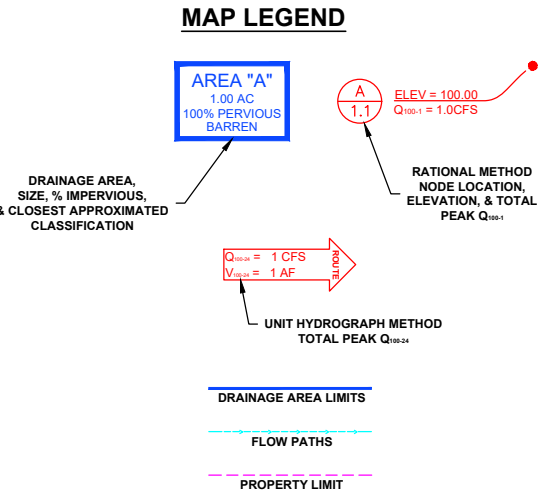 MAP LEGEND
AREA "A"
1.00 AC
100% PERVIOUS
BARREN
A
1.1
ELEV = 100.00
Q100-1 = 1.0CFS
DRAINAGE AREA,
SIZE, % IMPERVIOUS,
& CLOSEST APPROXIMATED
CLASSIFICATION
RATIONAL METHOD
NODE LOCATION,
ELEVATION, & TOTAL
PEAK Q100-1
Q100-24 = 1 CFS
V100-24 = 1 AF
ROUTE
UNIT HYDROGRAPH METHOD
TOTAL PEAK Q100-24
DRAINAGE AREA LIMITS
FLOW PATHS
PROPERTY LIMIT